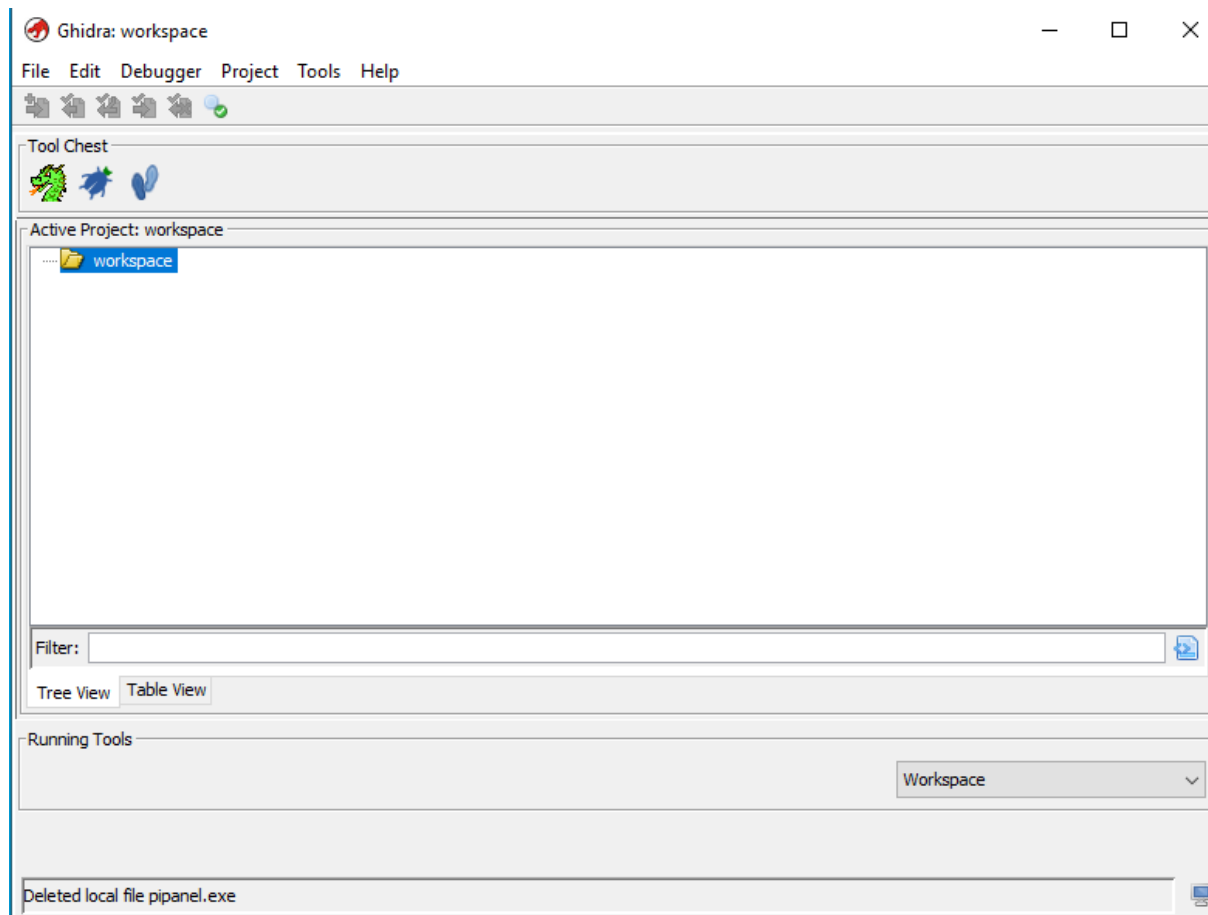 Ghidra: workspace
File Edit Debugger Project Tools Help
Tool Chest
Active Project: workspace
workspace
Filter:
Tree View Table View
Running Tools
Workspace
Deleted local file pipanel.exe